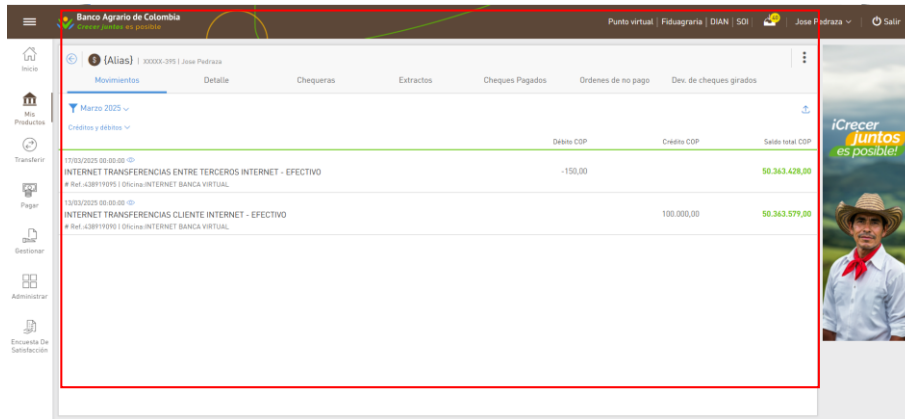 Banco Agrario de Colombia
Crecer juntos es posible
Punto virtual | Fiduagraria | DIAN | SOI |
Jose Pedraza
Salir
Inicio
Mis
Productos
Transferir
Pagar
Gestionar
Administrar
Encuesta De
Satisfacción
$ {Alias} | XXXXX-395 | Jose Pedraza
Movimientos Detalle Chequeras Extractos Cheques Pagados Ordenes de no pago Dev. de cheques girados
Marzo 2025
Créditos y débitos
Débito COP Crédito COP Saldo total COP
17/03/2025 00:00:00
INTERNET TRANSFERENCIAS ENTRE TERCEROS INTERNET - EFECTIVO -150,00 50.363.428,00
# Ref.:438919095 | Oficina:INTERNET BANCA VIRTUAL
13/03/2025 00:00:00
INTERNET TRANSFERENCIAS CLIENTE INTERNET - EFECTIVO 100.000,00 50.363.579,00
# Ref.:438919090 | Oficina:INTERNET BANCA VIRTUAL
¡Crecer
juntos
es posible!